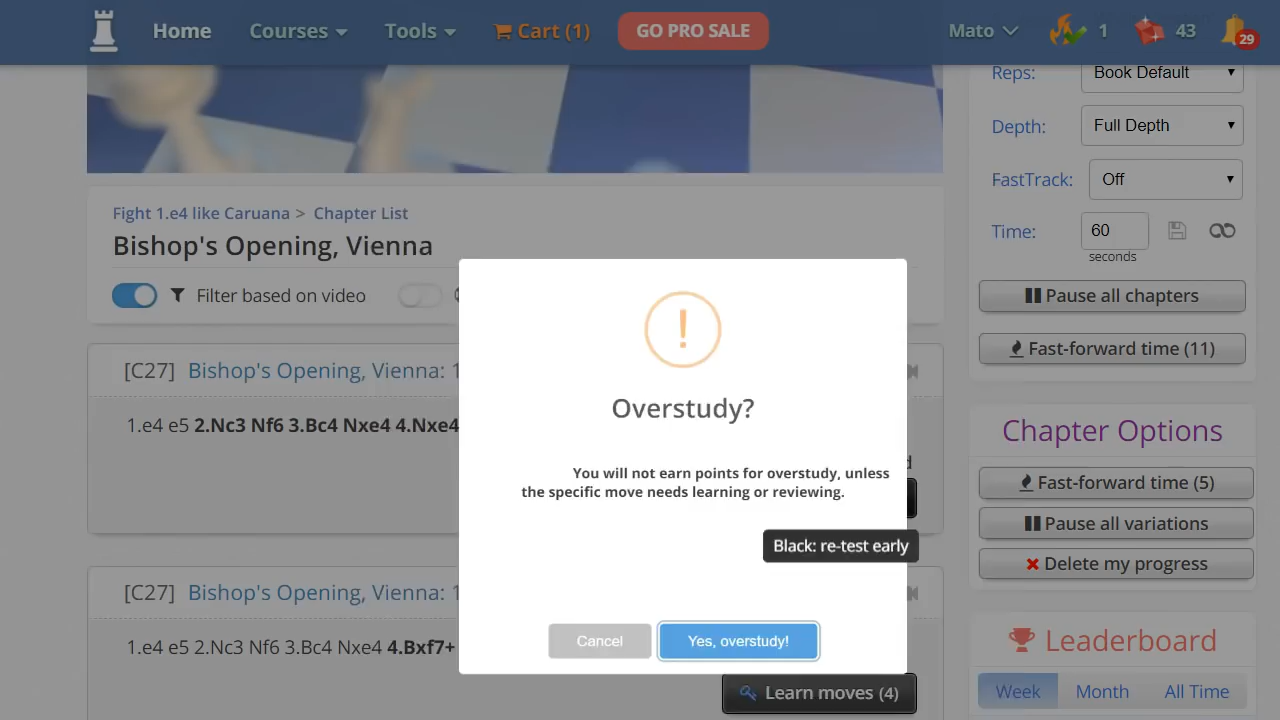 Home
Courses
Tools
Cart (1)
GO PRO SALE
Mato
1
43
29
Reps:
Book Default
Depth:
Full Depth
FastTrack:
Off
Time:
60
seconds
Pause all chapters
Fast-forward time (11)
Fight 1.e4 like Caruana > Chapter List
Bishop's Opening, Vienna
Filter based on video
[C27] Bishop's Opening, Vienna: 1
1.e4 e5 2.Nc3 Nf6 3.Bc4 Nxe4 4.Nxe4
[C27] Bishop's Opening, Vienna: 1
1.e4 e5 2.Nc3 Nf6 3.Bc4 Nxe4 4.Bxf7+
Learn moves (4)
Overstudy?
You will not earn points for overstudy, unless
the specific move needs learning or reviewing.
Black: re-test early
Cancel
Yes, overstudy!
Chapter Options
Fast-forward time (5)
Pause all variations
Delete my progress
Leaderboard
Week
Month
All Time